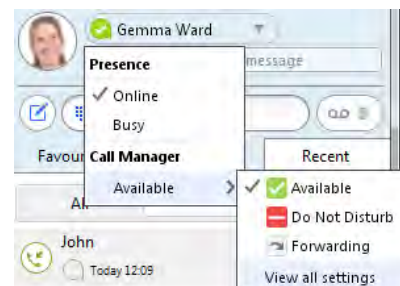 Gemma Ward
Presence
message
Online
Busy
Favour
Call Manager
Recent
Available
Available
All
Do Not Disturb
John
Forwarding
Today 12:09
View all settings